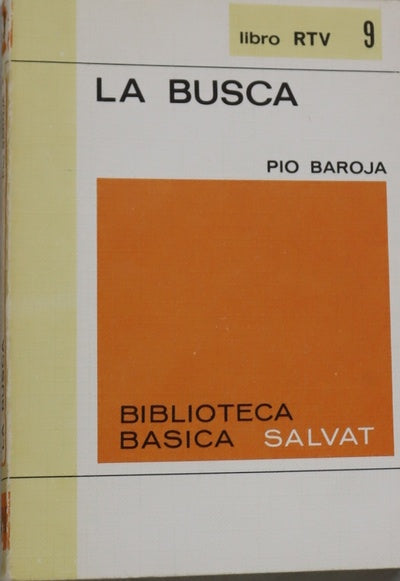 libro RTV 9
LA BUSCA
PIO BAROJA
BIBLIOTECA
BASICA SALVAT